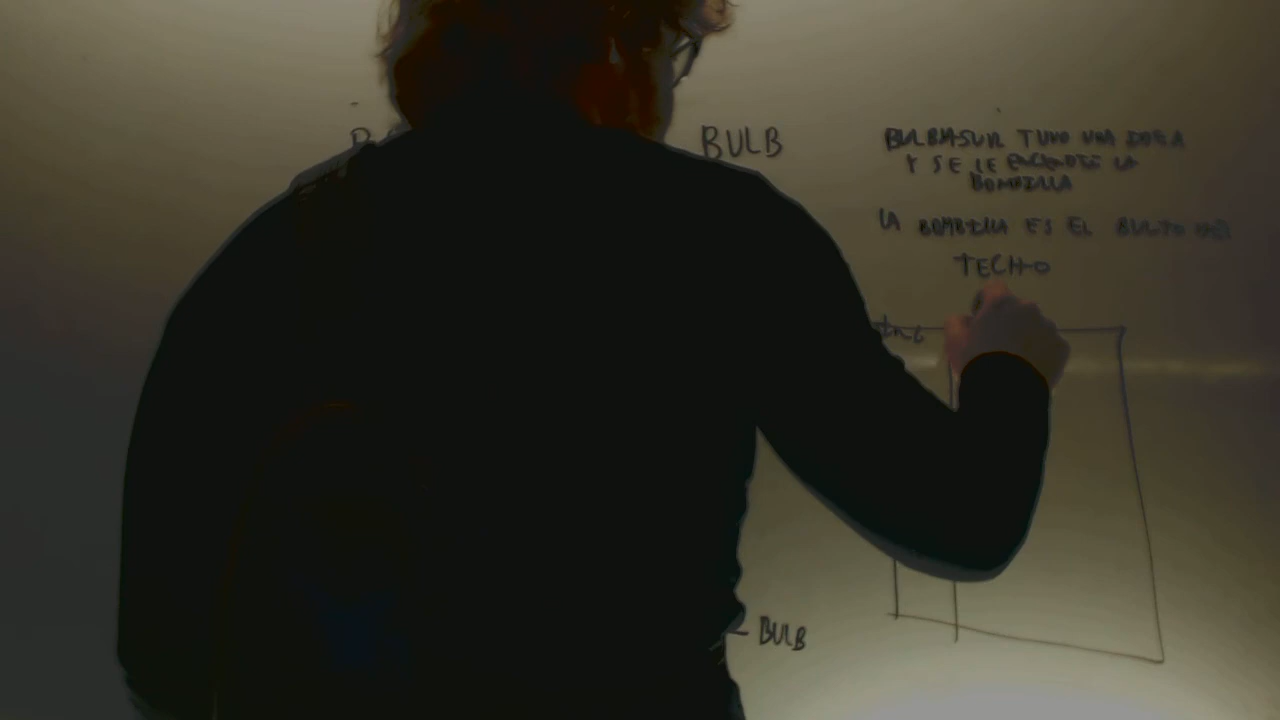 BULB
BULBASUR TUVO UNA IDEA
Y SE LE ENCENDIÓ LA
BOMBILLA
LA BOMBILLA ES EL BULTO DEL
TECHO
BULB